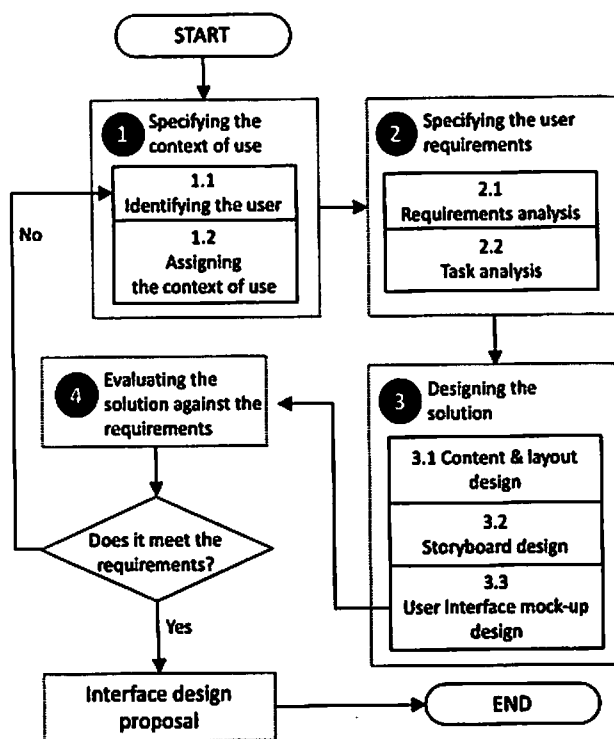 START
1
Specifying the
context of use
1.1
Identifying the user
1.2
Assigning
the context of use
2
Specifying the user
requirements
2.1
Requirements analysis
2.2
Task analysis
No
4
Evaluating the
solution against the
requirements
3
Designing the
solution
3.1 Content & layout
design
3.2
Storyboard design
3.3
User Interface mock-up
design
Does it meet the
requirements?
Yes
Interface design
proposal
END